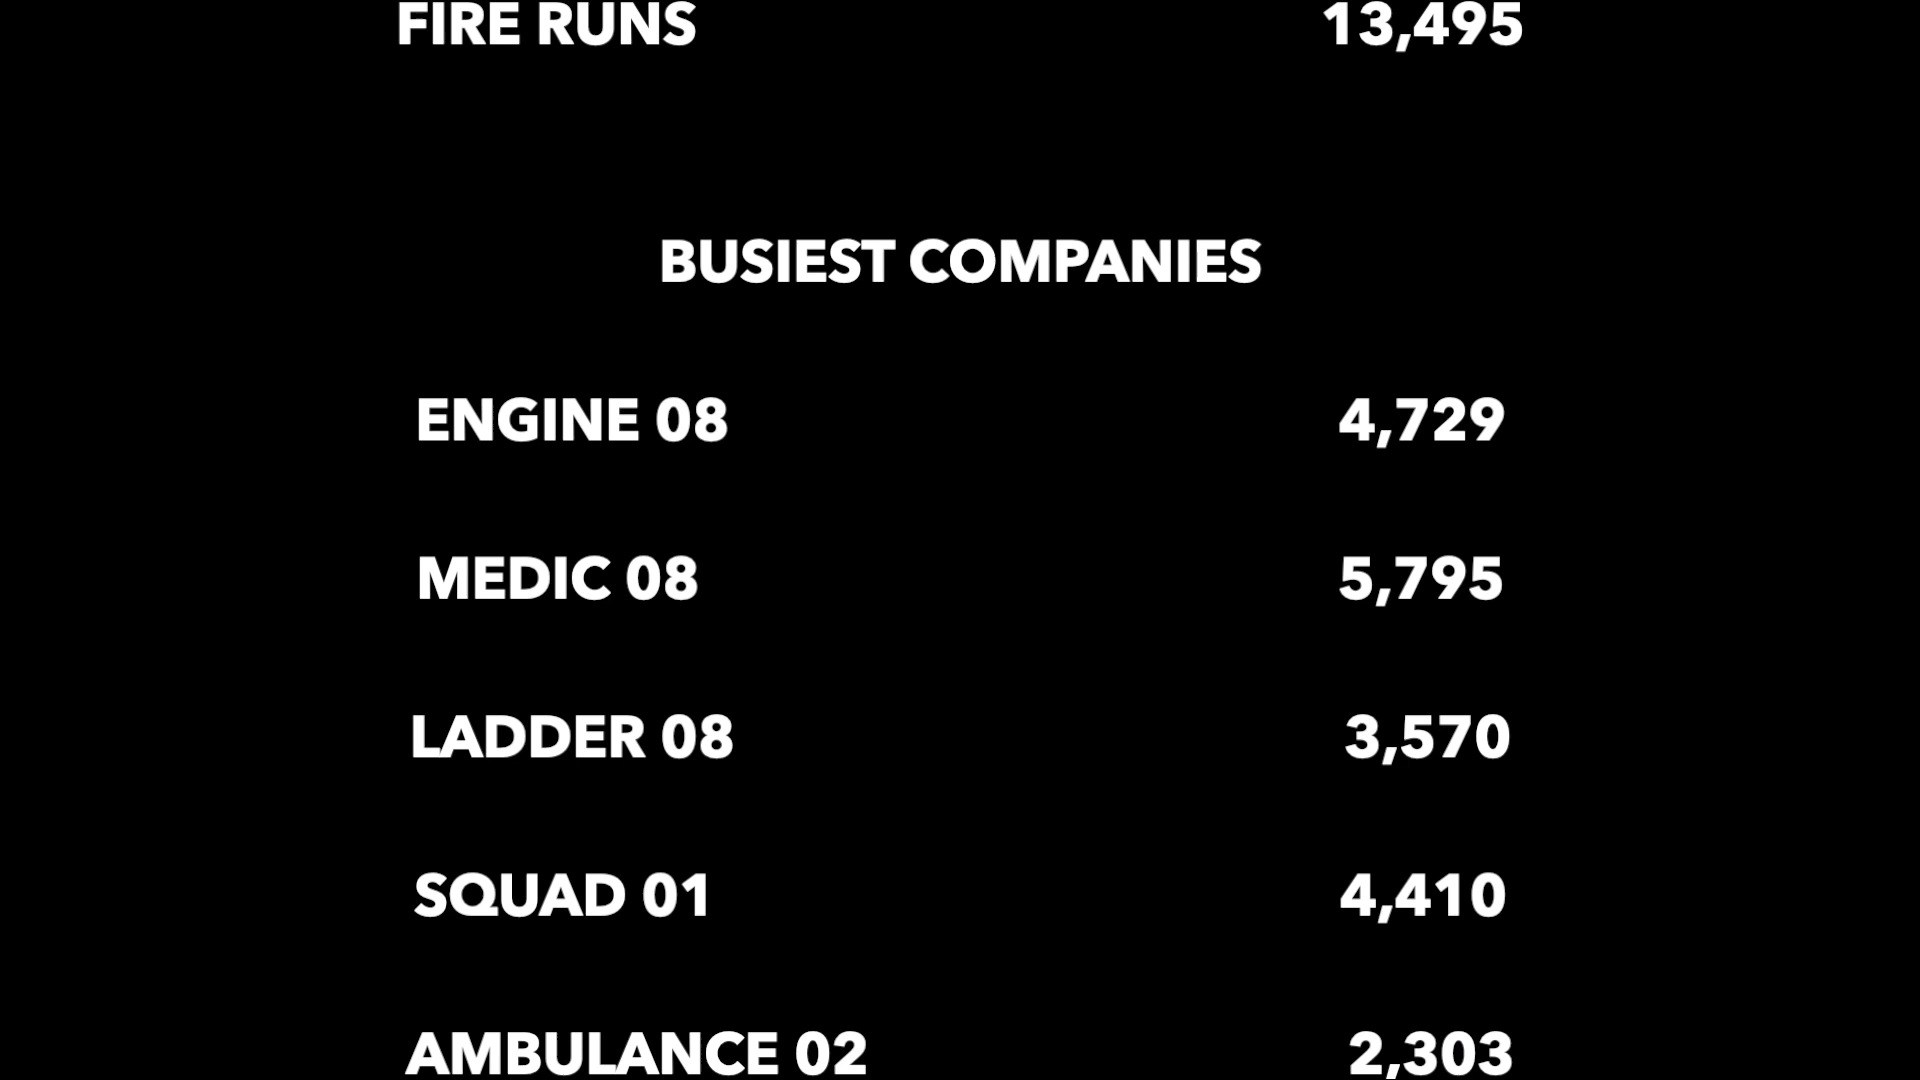 FIRE RUNS 13,495
BUSIEST COMPANIES
ENGINE 08 4,729
MEDIC 08 5,795
LADDER 08 3,570
SQUAD 01 4,410
AMBULANCE 02 2,303